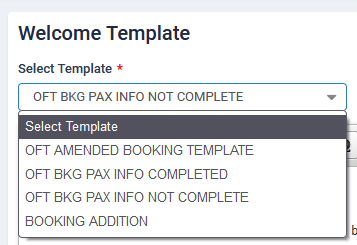 Welcome Template
Select Template *
OFT BKG PAX INFO NOT COMPLETE
Select Template
OFT AMENDED BOOKING TEMPLATE
OFT BKG PAX INFO COMPLETED
OFT BKG PAX INFO NOT COMPLETE
BOOKING ADDITION